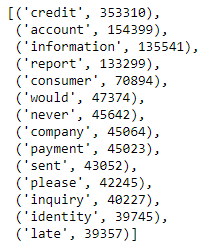 [('credit', 353310),
('account', 154399),
('information', 135541),
('report', 133299),
('consumer', 70894),
('would', 47374),
('never', 45642),
('company', 45064),
('payment', 45023),
('sent', 43052),
('please', 42245),
('inquiry', 40227),
('identity', 39745),
('late', 39357)]